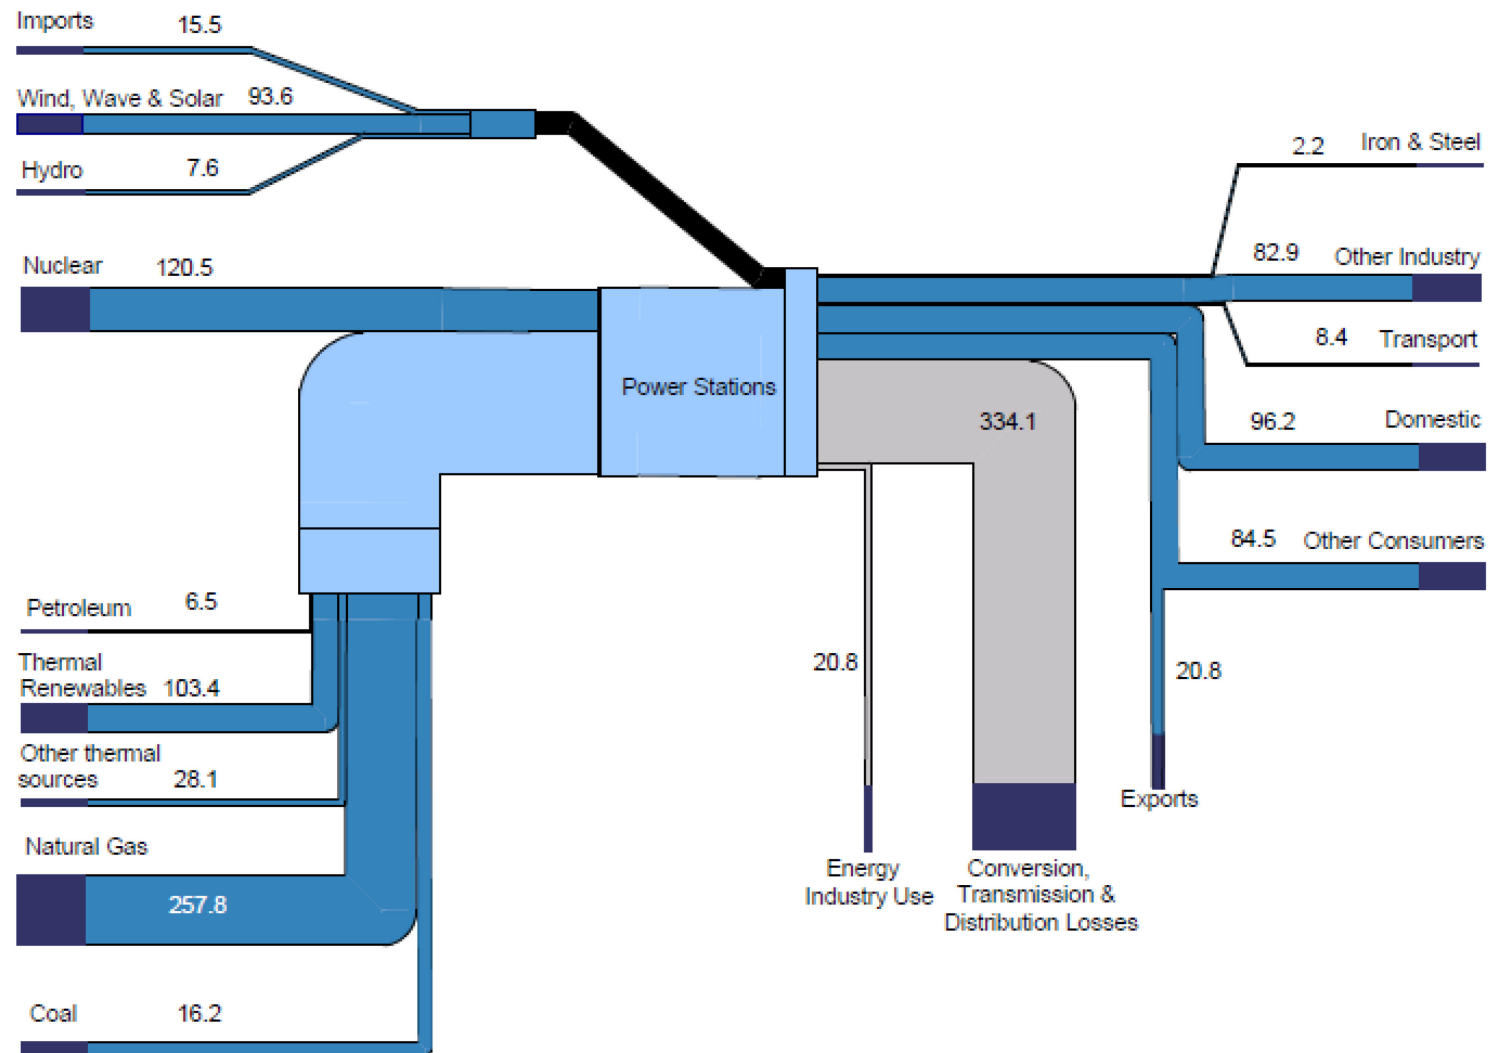 Imports 15.5
Wind, Wave & Solar 93.6
Hydro 7.6
Nuclear 120.5
Power Stations
Petroleum 6.5
Thermal
Renewables 103.4
Other thermal
sources 28.1
Natural Gas
257.8
Coal 16.2
2.2 Iron & Steel
82.9 Other Industry
8.4 Transport
334.1
96.2 Domestic
84.5 Other Consumers
20.8
20.8
Exports
Energy
Industry Use
Conversion,
Transmission &
Distribution Losses